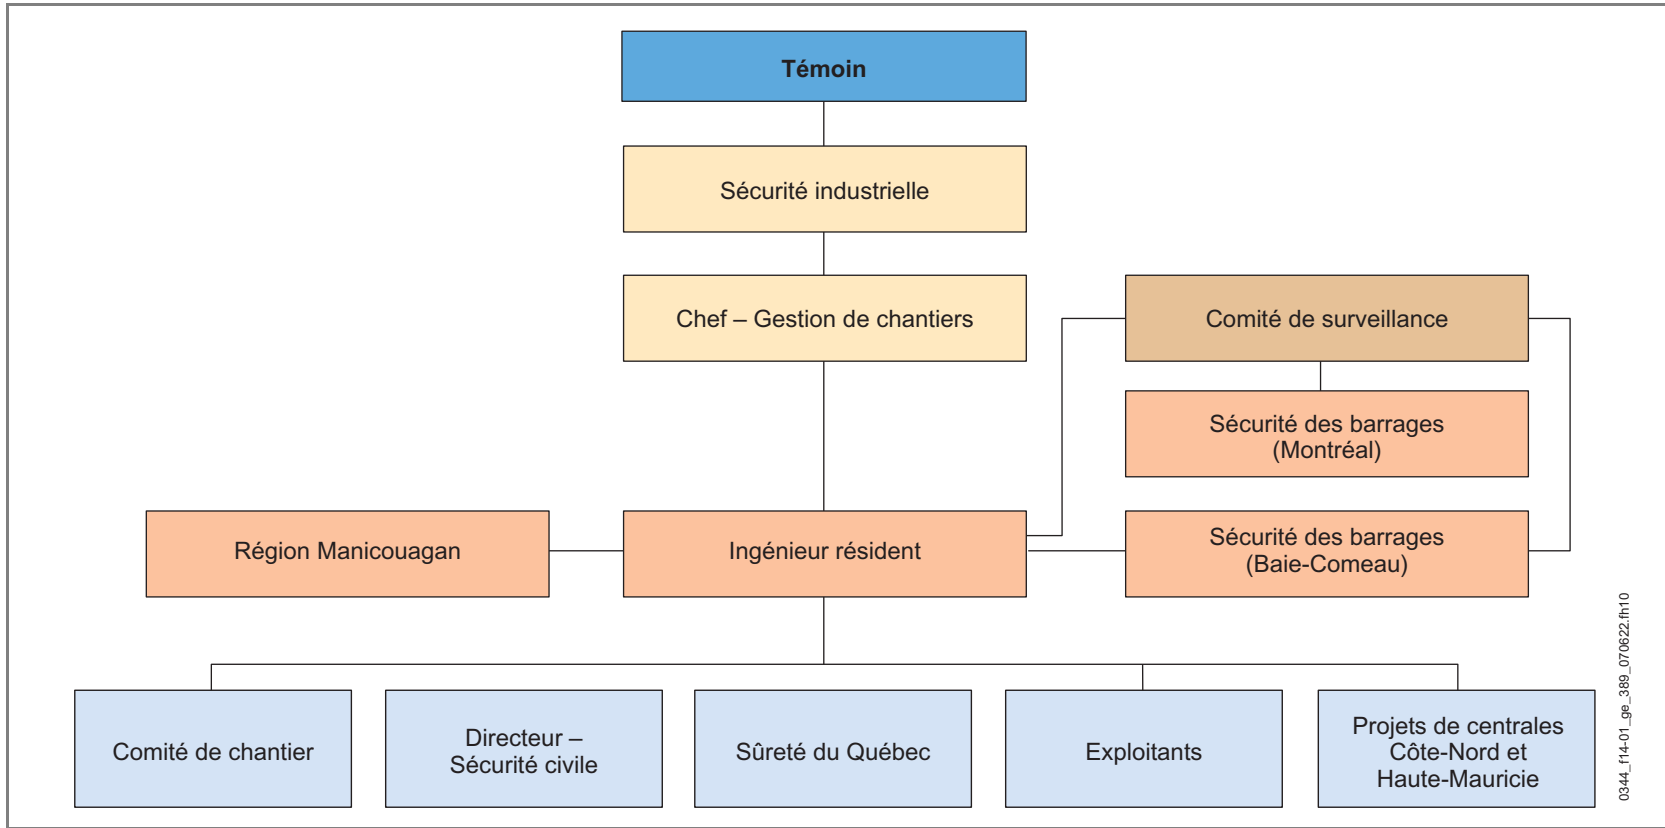 Témoin
Sécurité industrielle
Chef – Gestion de chantiers
Comité de surveillance
Sécurité des barrages
(Montréal)
Région Manicouagan
Ingénieur résident
Sécurité des barrages
(Baie-Comeau)
Comité de chantier
Directeur –
Sécurité civile
Sûreté du Québec
Exploitants
Projets de centrales
Côte-Nord et
Haute-Mauricie
0344_f14-01_ge_389_070622.fh10